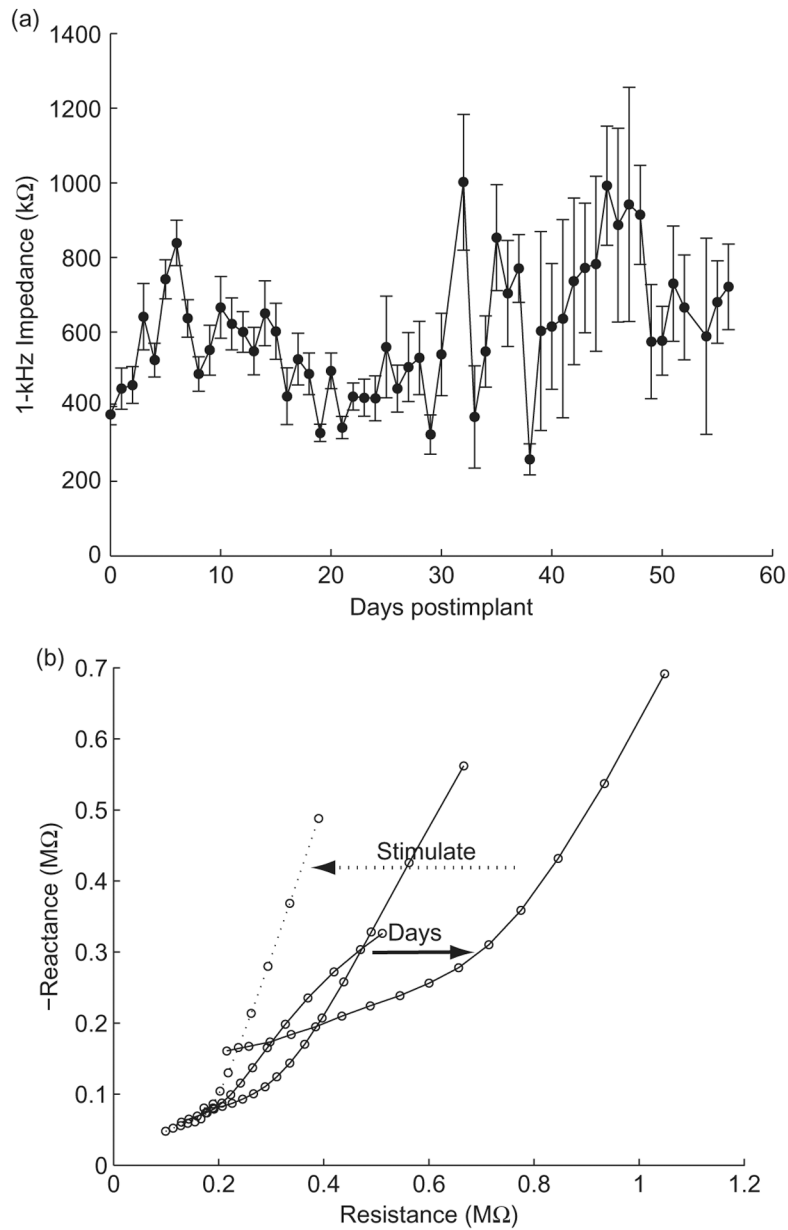 (a)
1400
1200
1000
800
600
400
200
0
1-kHz Impedance (kΩ)
0 10 20 30 40 50 60
Days postimplant
(b)
0.7
0.6
0.5
0.4
0.3
0.2
0.1
0
−Reactance (MΩ)
Stimulate
Days
0 0.2 0.4 0.6 0.8 1 1.2
Resistance (MΩ)